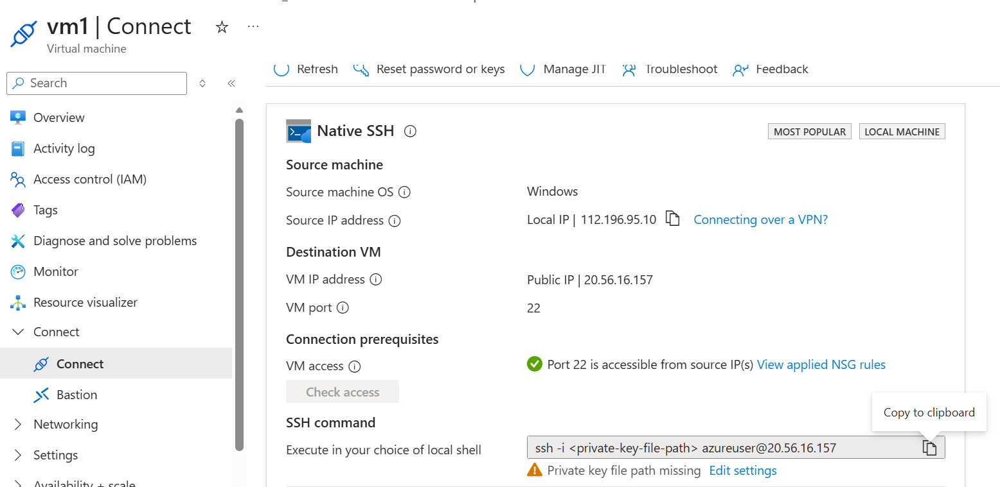 vm1 | Connect
Virtual machine
Search
Overview
Activity log
Access control (IAM)
Tags
Diagnose and solve problems
Monitor
Resource visualizer
Connect
Connect
Bastion
Networking
Settings
Availability + scale
Refresh Reset password or keys Manage JIT Troubleshoot Feedback
Native SSH MOST POPULAR LOCAL MACHINE
Source machine
Source machine OS Windows
Source IP address Local IP | 112.196.95.10 Connecting over a VPN?
Destination VM
VM IP address Public IP | 20.56.16.157
VM port 22
Connection prerequisites
VM access Port 22 is accessible from source IP(s) View applied NSG rules
Check access
Copy to clipboard
SSH command
Execute in your choice of local shell ssh -i <private-key-file-path> azureuser@20.56.16.157
Private key file path missing Edit settings